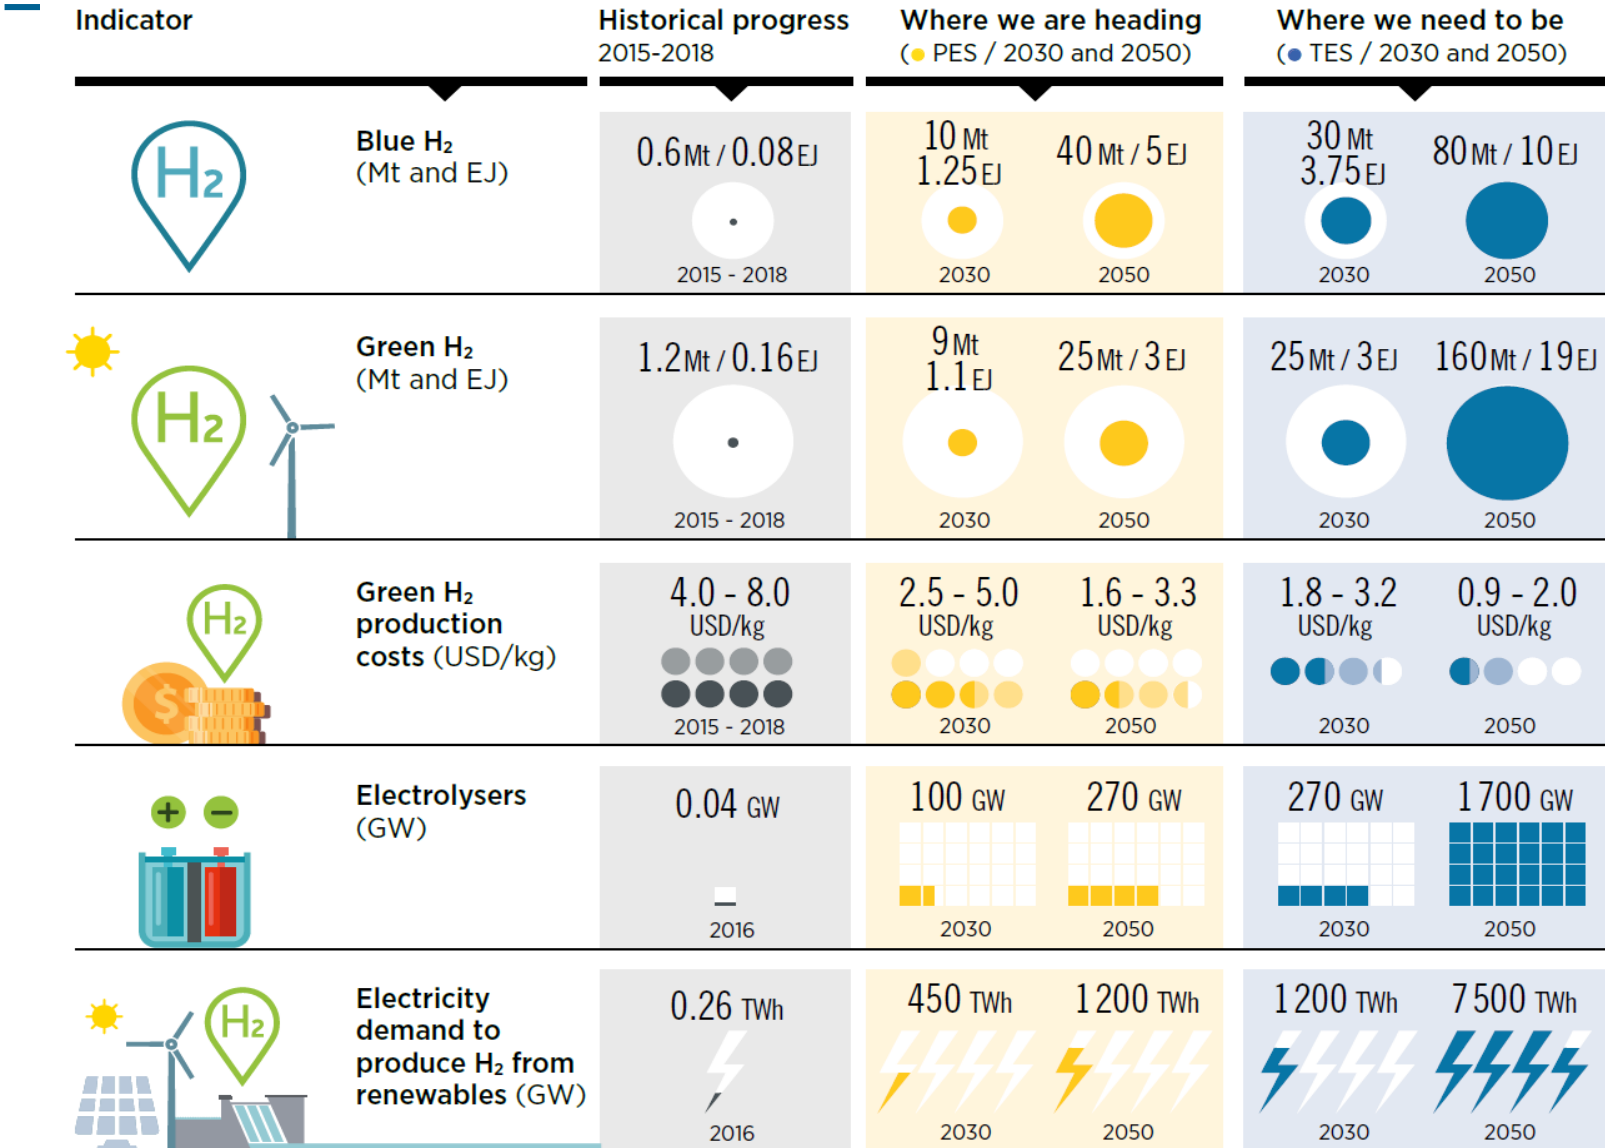 Indicator
Historical progress
2015-2018
Where we are heading
(● PES / 2030 and 2050)
Where we need to be
(● TES / 2030 and 2050)
H₂
Blue H₂
(Mt and EJ)
0.6 Mt / 0.08 EJ
2015 - 2018
10 Mt
1.25 EJ
2030
40 Mt / 5 EJ
2050
30 Mt
3.75 EJ
2030
80 Mt / 10 EJ
2050
H₂
Green H₂
(Mt and EJ)
1.2 Mt / 0.16 EJ
2015 - 2018
9 Mt
1.1 EJ
2030
25 Mt / 3 EJ
2050
25 Mt / 3 EJ
2030
160 Mt / 19 EJ
2050
H₂
$
Green H₂
production
costs (USD/kg)
4.0 - 8.0
USD/kg
2015 - 2018
2.5 - 5.0
USD/kg
2030
1.6 - 3.3
USD/kg
2050
1.8 - 3.2
USD/kg
2030
0.9 - 2.0
USD/kg
2050
+ −
Electrolysers
(GW)
0.04 GW
2016
100 GW
2030
270 GW
2050
270 GW
2030
1700 GW
2050
H₂
Electricity
demand to
produce H₂ from
renewables (GW)
0.26 TWh
2016
450 TWh
2030
1200 TWh
2050
1200 TWh
2030
7500 TWh
2050